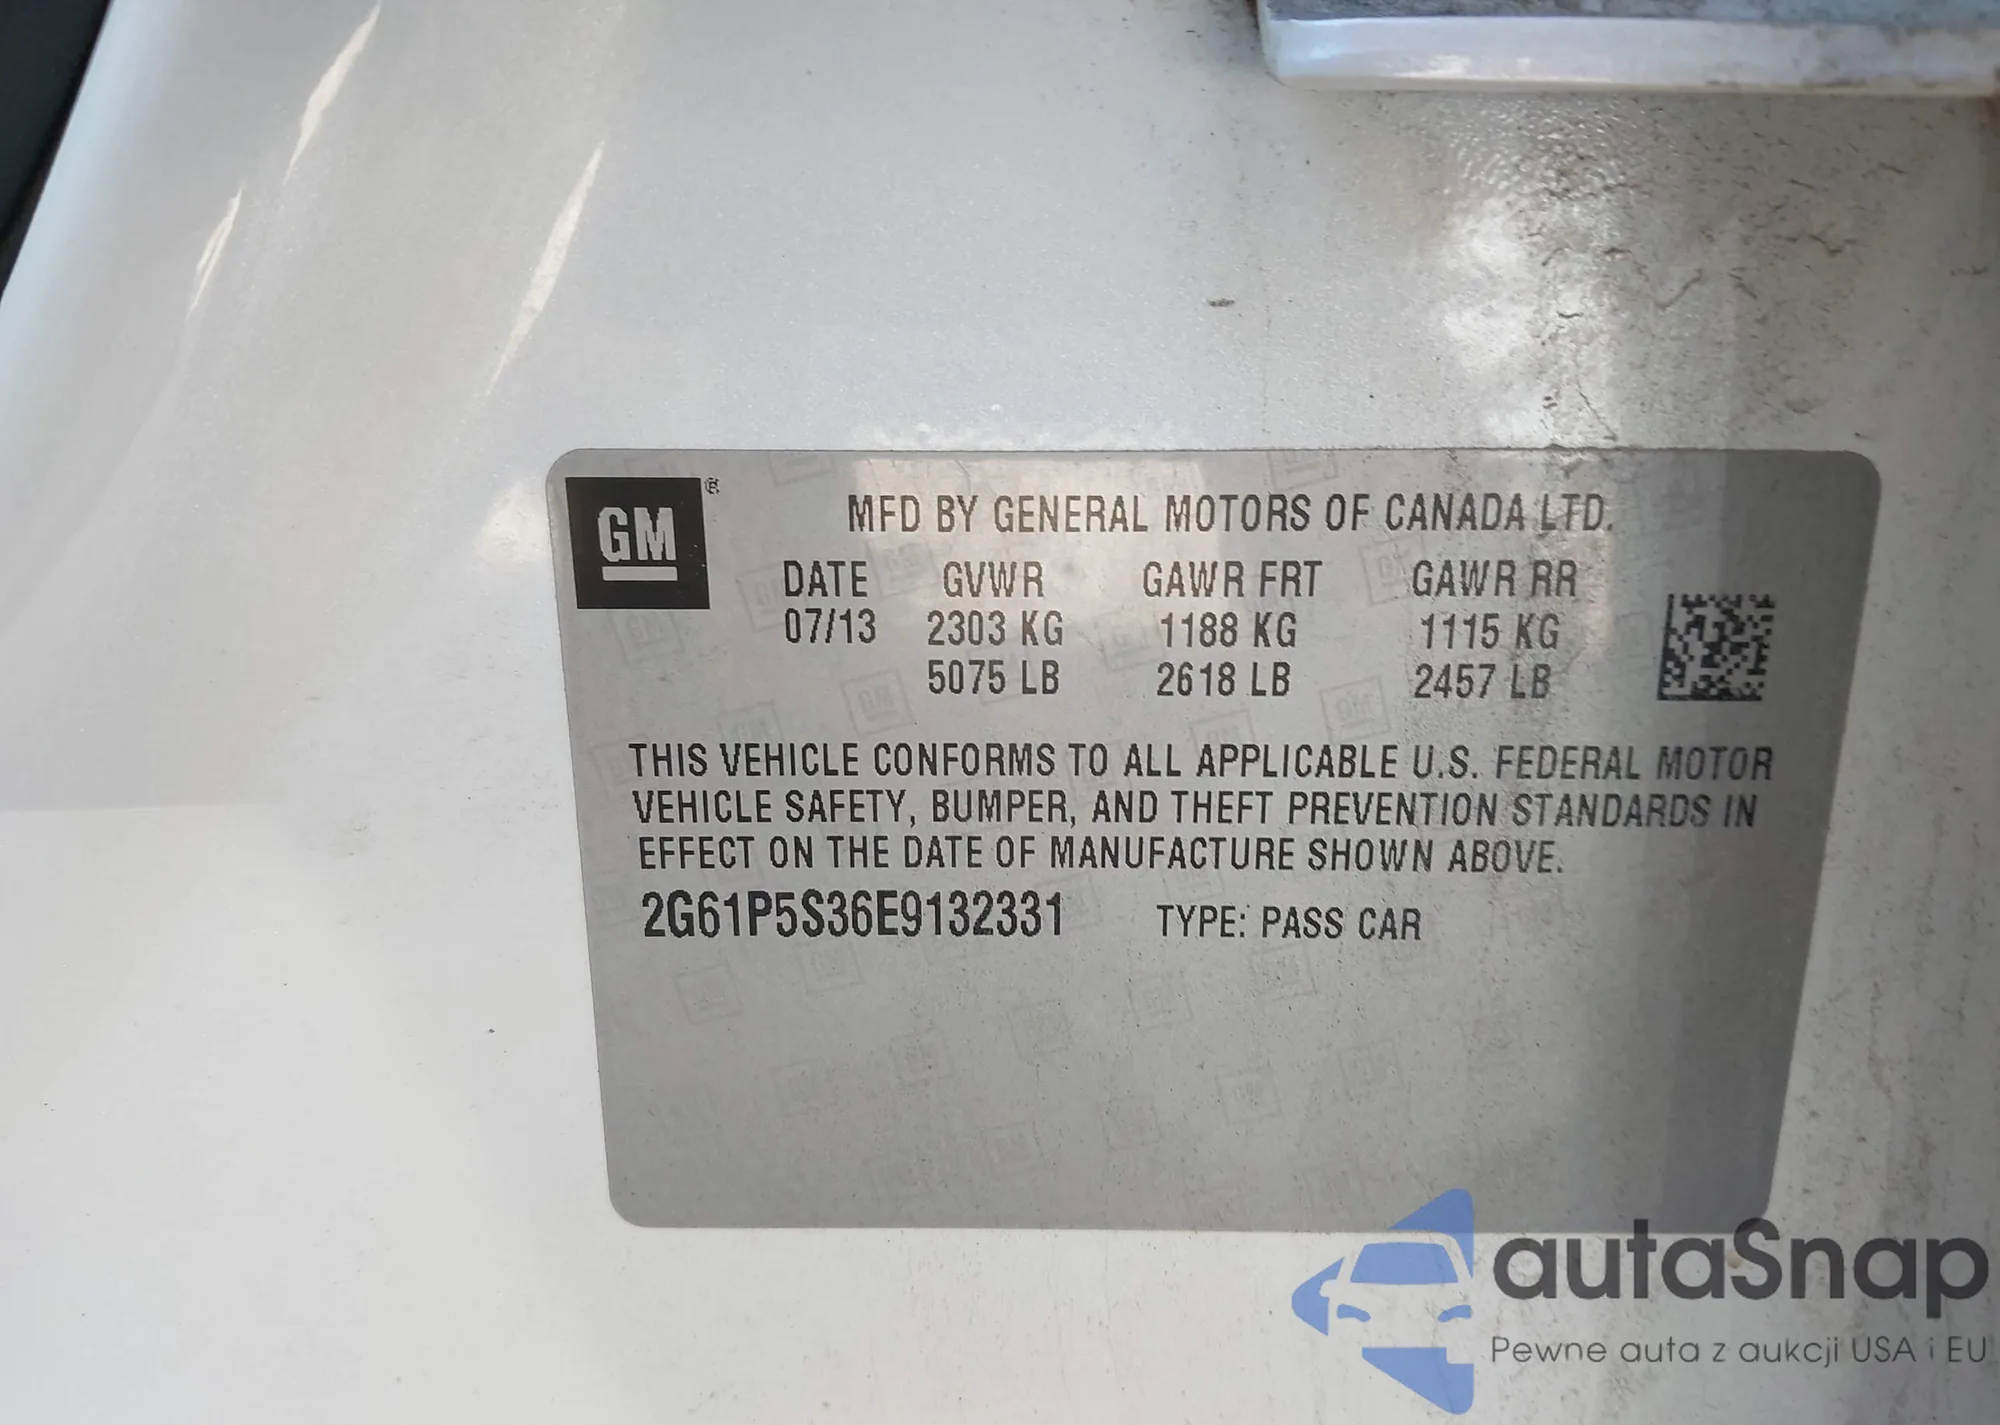 GM ®
MFD BY GENERAL MOTORS OF CANADA LTD.
DATE GVWR GAWR FRT GAWR RR
07/13 2303 KG 1188 KG 1115 KG
5075 LB 2618 LB 2457 LB
THIS VEHICLE CONFORMS TO ALL APPLICABLE U.S. FEDERAL MOTOR
VEHICLE SAFETY, BUMPER, AND THEFT PREVENTION STANDARDS IN
EFFECT ON THE DATE OF MANUFACTURE SHOWN ABOVE.
2G61P5S36E9132331 TYPE: PASS CAR
autaSnap
Pewne auta z aukcji USA i EU